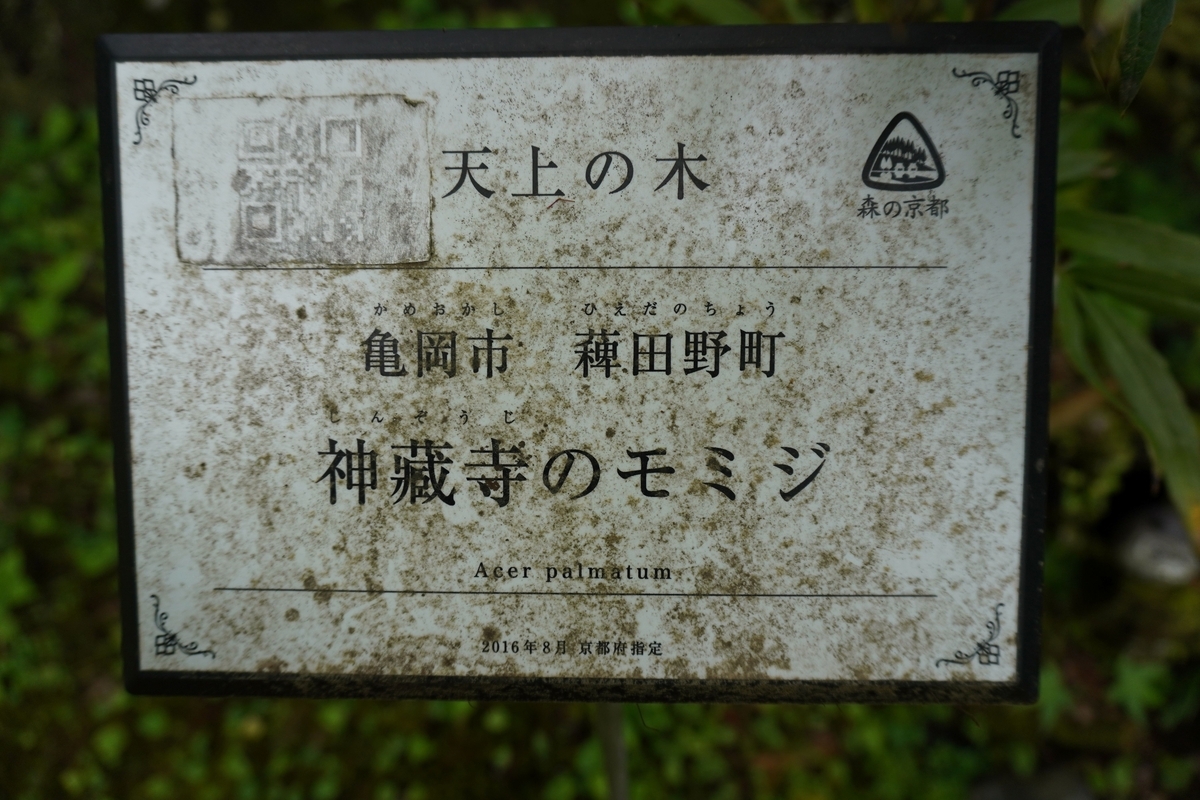 天上の木
MOG
森の京都
かめおかし ひえだのちょう
亀岡市 薭田野町
しんぞうじ
神藏寺のモミジ
Acer palmatum
2016年8月 京都府指定